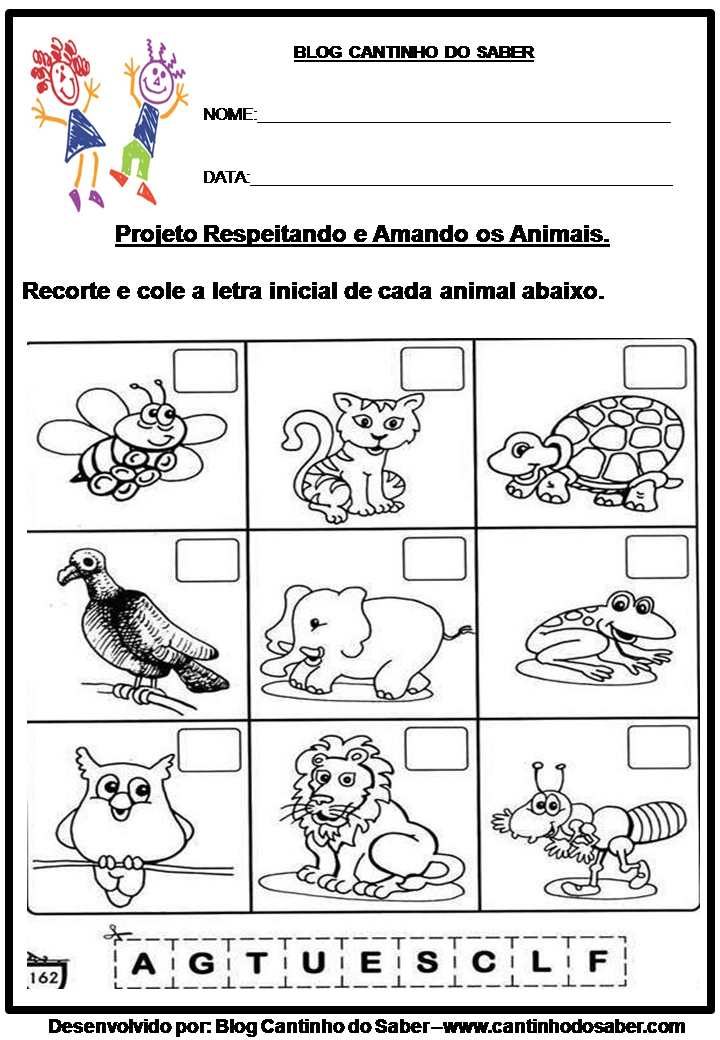 BLOG CANTINHO DO SABER
NOME:
DATA:
Projeto Respeitando e Amando os Animais.
Recorte e cole a letra inicial de cada animal abaixo.
162
A G T U E S C L F
Desenvolvido por: Blog Cantinho do Saber –www.cantinhodosaber.com